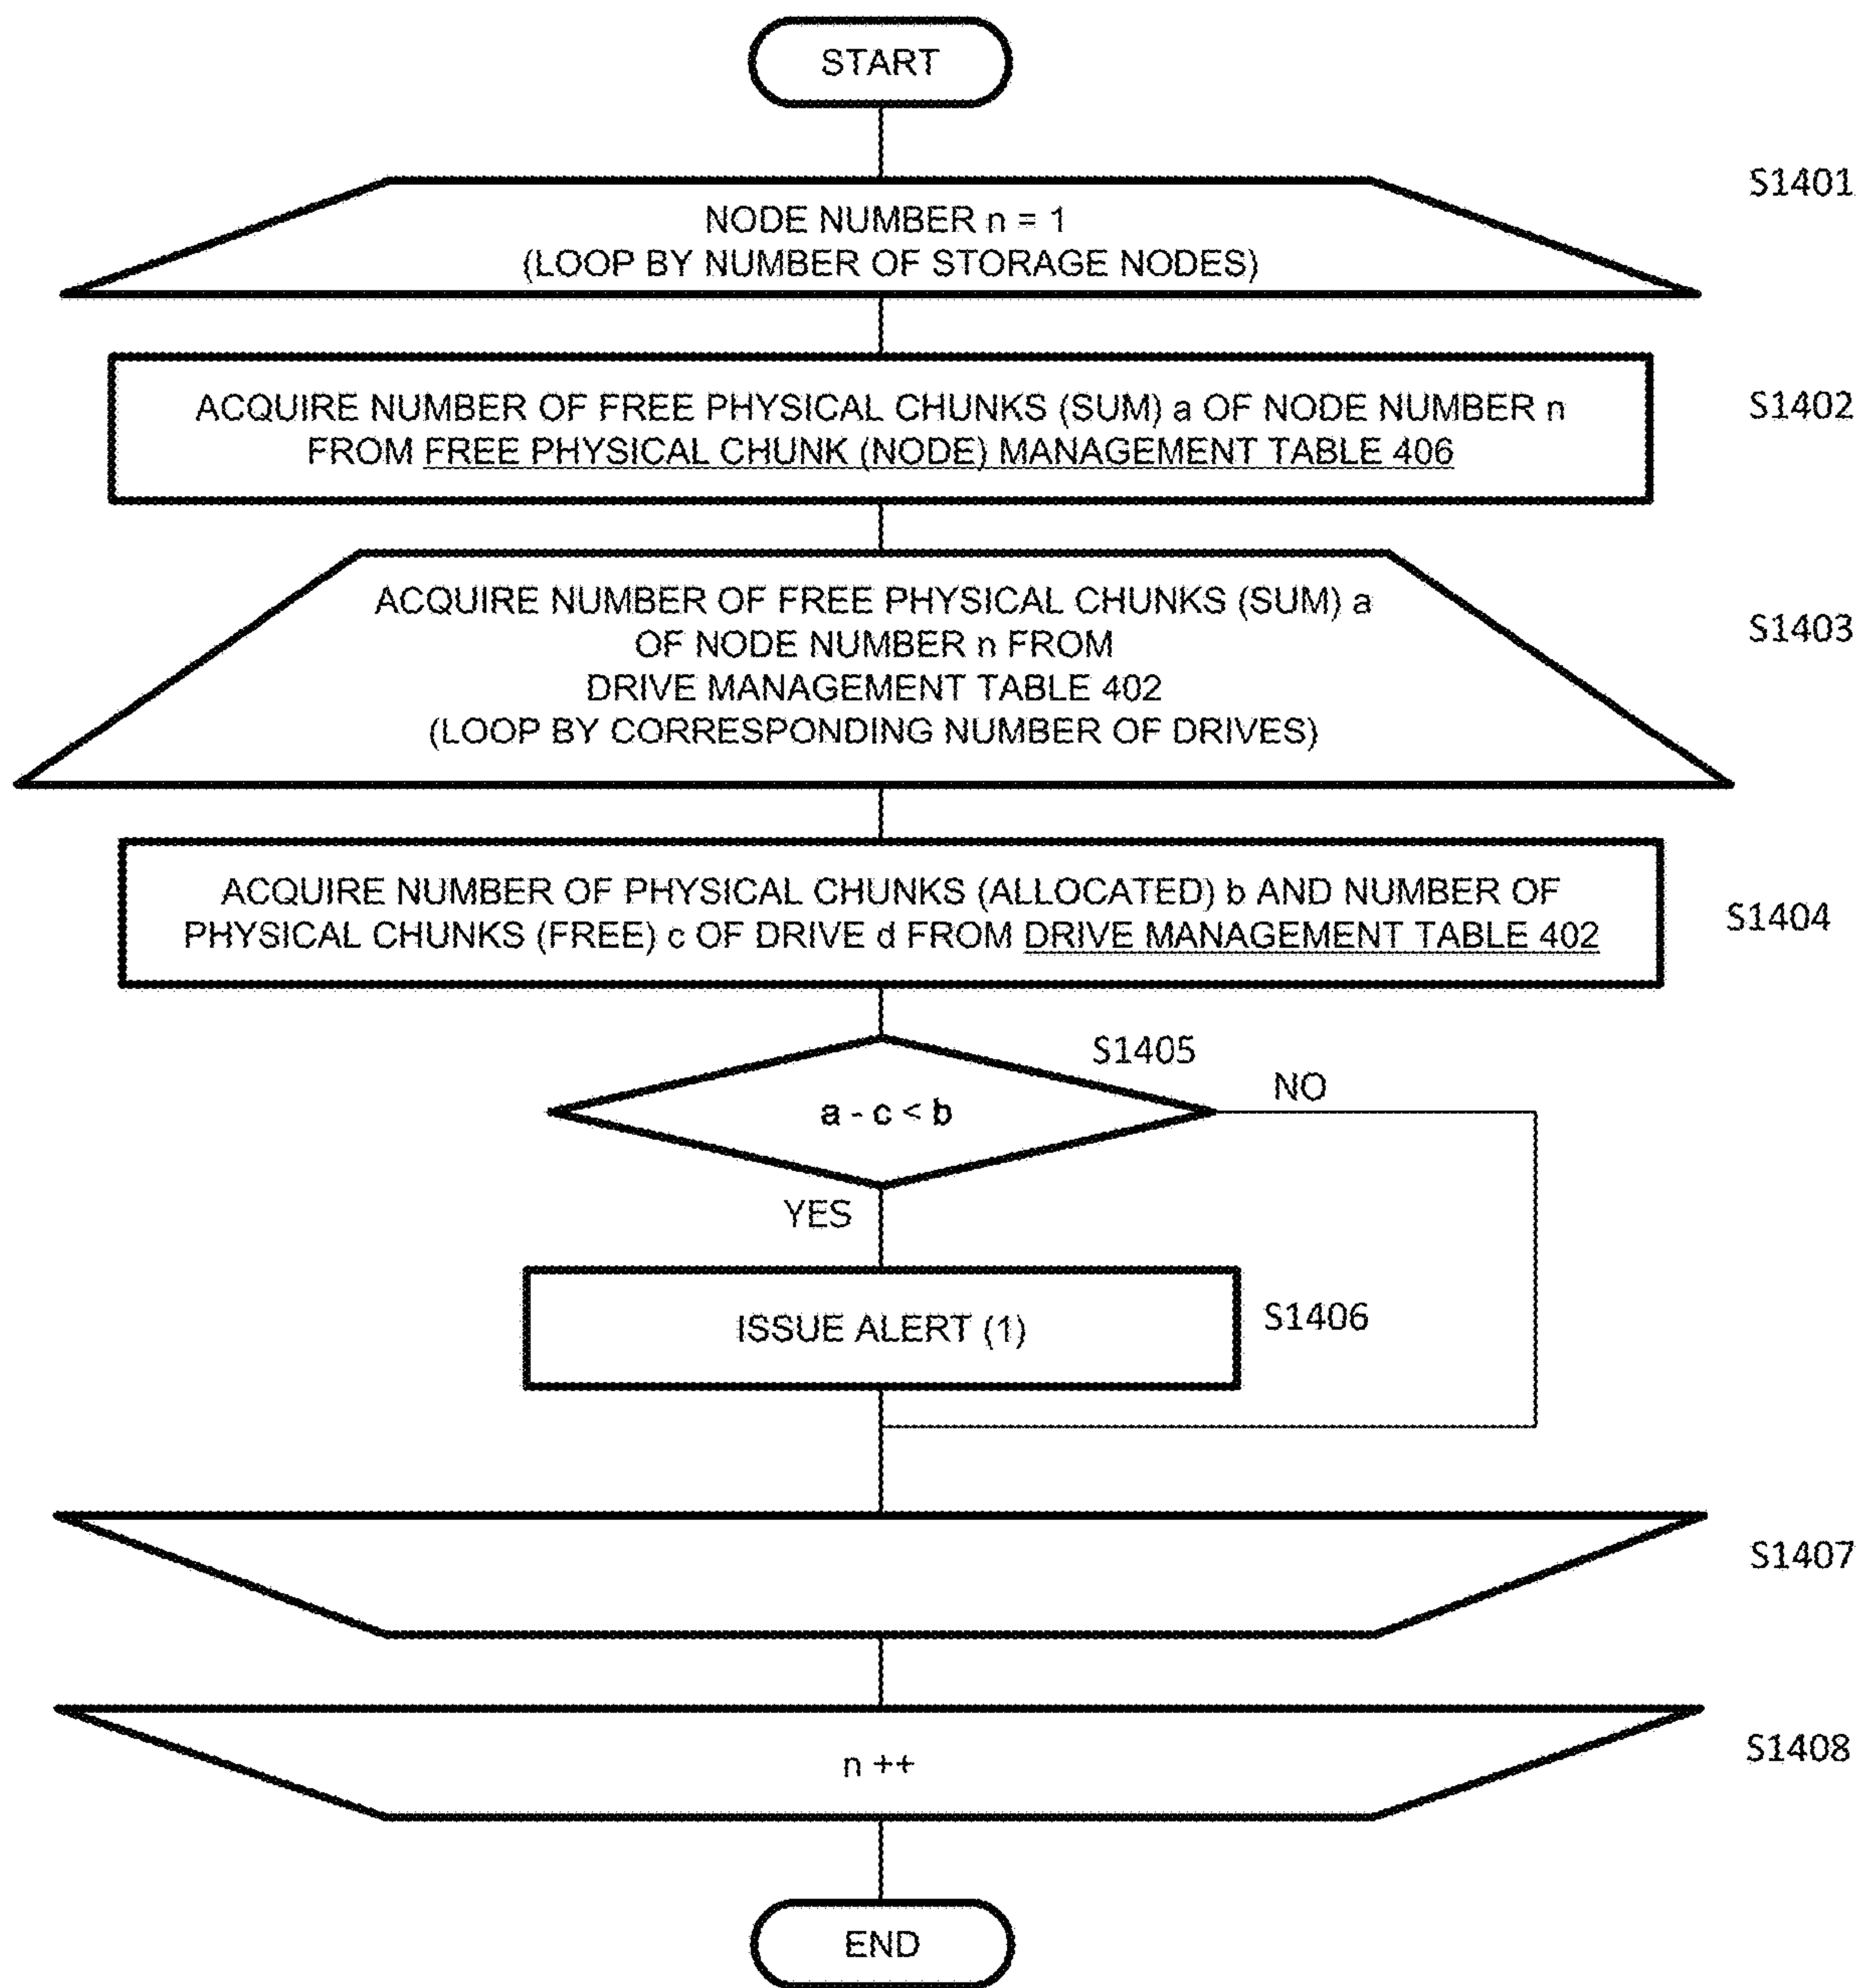 START
S1401
NODE NUMBER n = 1
(LOOP BY NUMBER OF STORAGE NODES)
S1402
ACQUIRE NUMBER OF FREE PHYSICAL CHUNKS (SUM) a OF NODE NUMBER n
FROM FREE PHYSICAL CHUNK (NODE) MANAGEMENT TABLE 406
ACQUIRE NUMBER OF FREE PHYSICAL CHUNKS (SUM) a
S1403
OF NODE NUMBER n FROM
DRIVE MANAGEMENT TABLE 402
(LOOP BY CORRESPONDING NUMBER OF DRIVES)
ACQUIRE NUMBER OF PHYSICAL CHUNKS (ALLOCATED) b AND NUMBER OF
S1404
PHYSICAL CHUNKS (FREE) c OF DRIVE d FROM DRIVE MANAGEMENT TABLE 402
S1405
NO
a - c < b
YES
ISSUE ALERT (1)
S1406
S1407
n ++
S1408
END